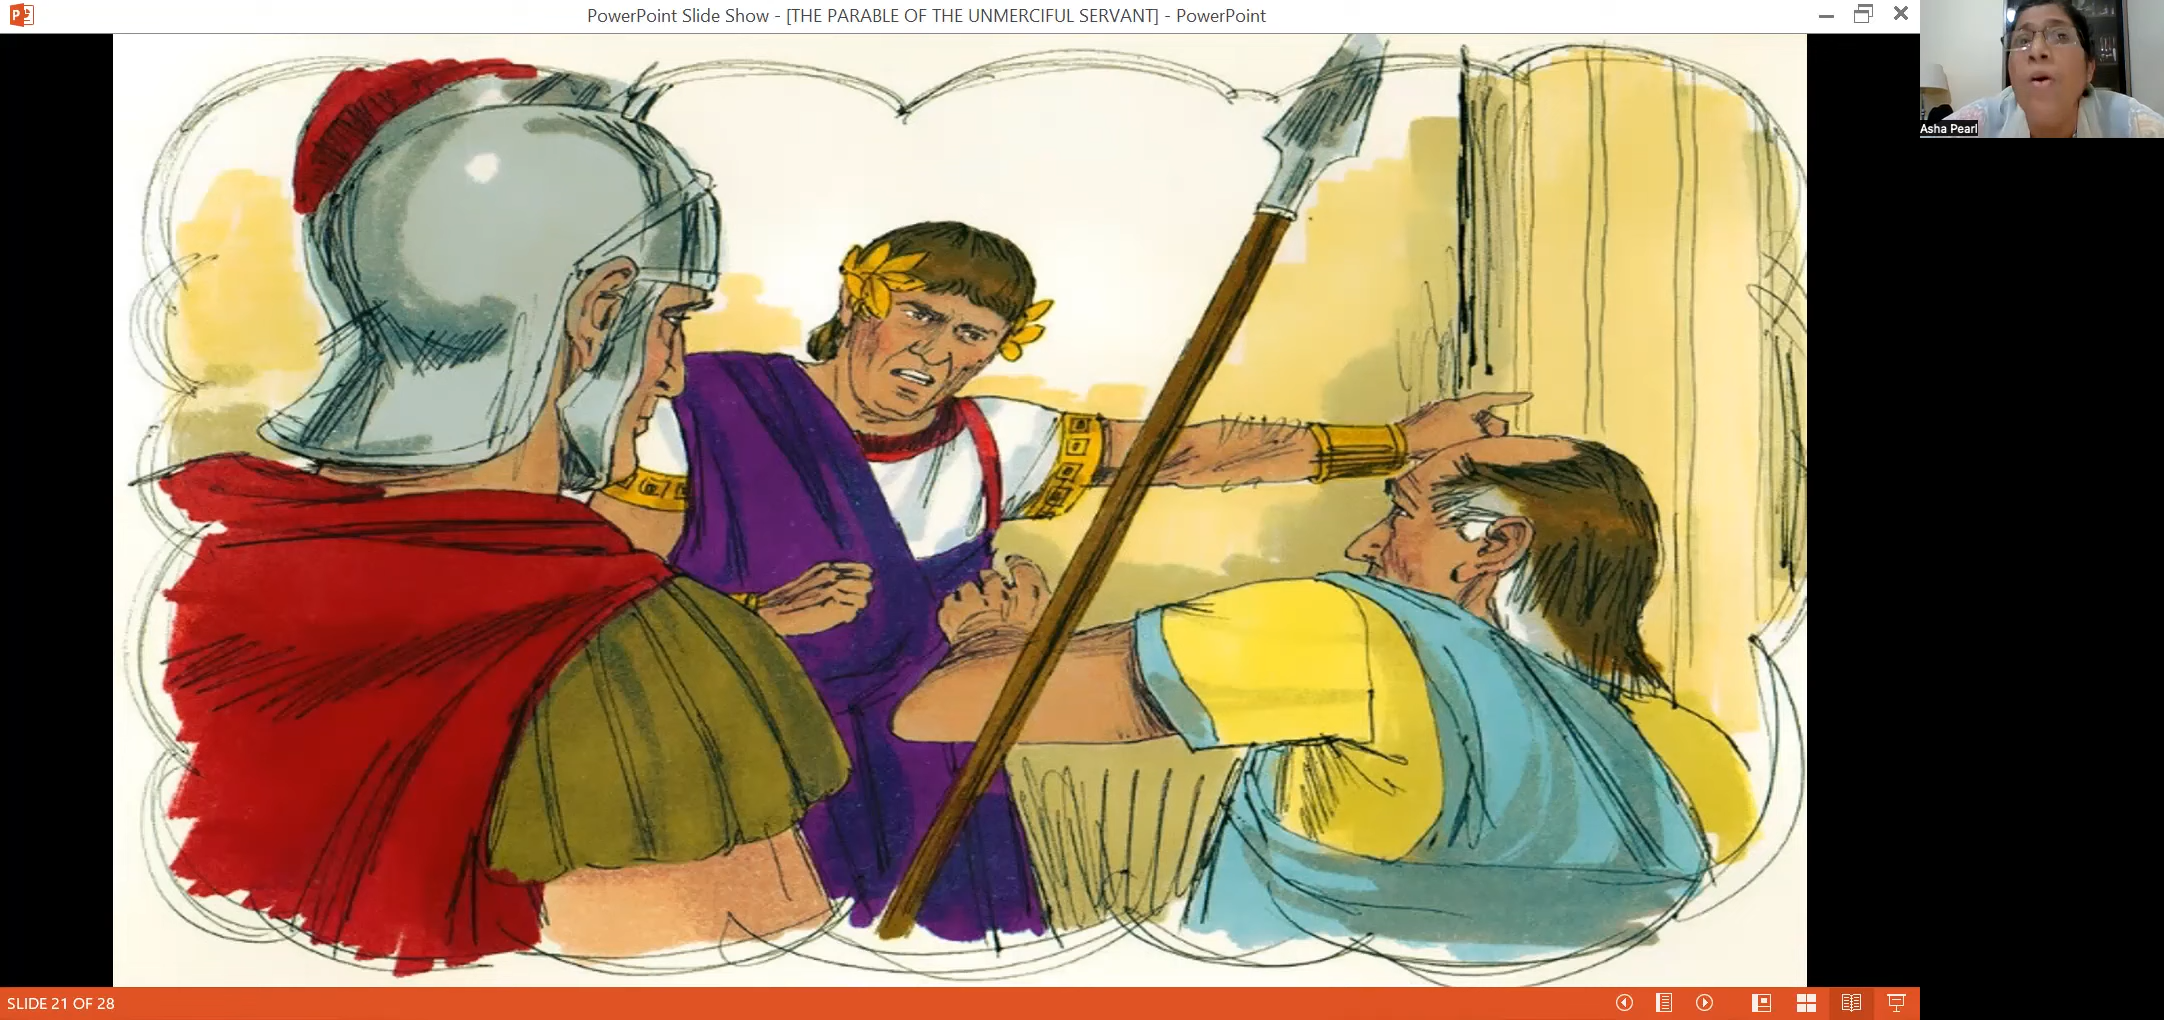 PowerPoint Slide Show - [THE PARABLE OF THE UNMERCIFUL SERVANT] - PowerPoint
Asha Pearl
SLIDE 21 OF 28